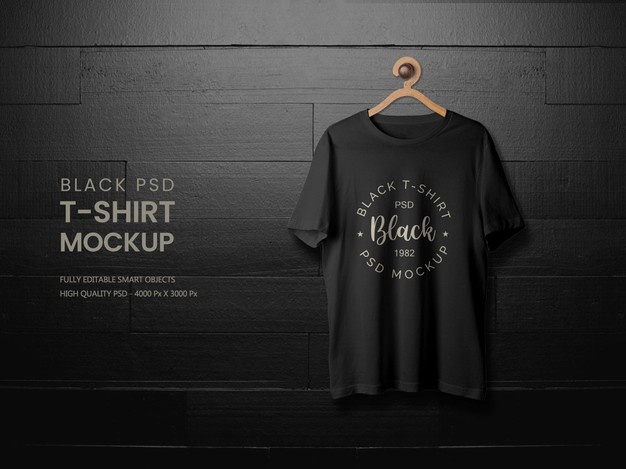 BLACK PSD
T-SHIRT
MOCKUP
FULLY EDITABLE SMART OBJECTS
HIGH QUALITY PSD - 4000 Px X 3000 Px
BLACK T-SHIRT
PSD
★ Black ★
1982
PSD MOCKUP